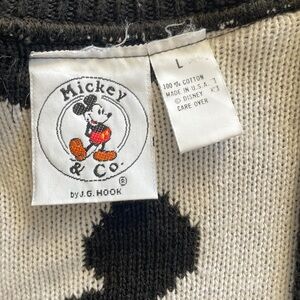 Mickey
& Co.
®
by J.G. HOOK
L
100% COTTON
MADE IN U.S.A.
© DISNEY
CARE OVER